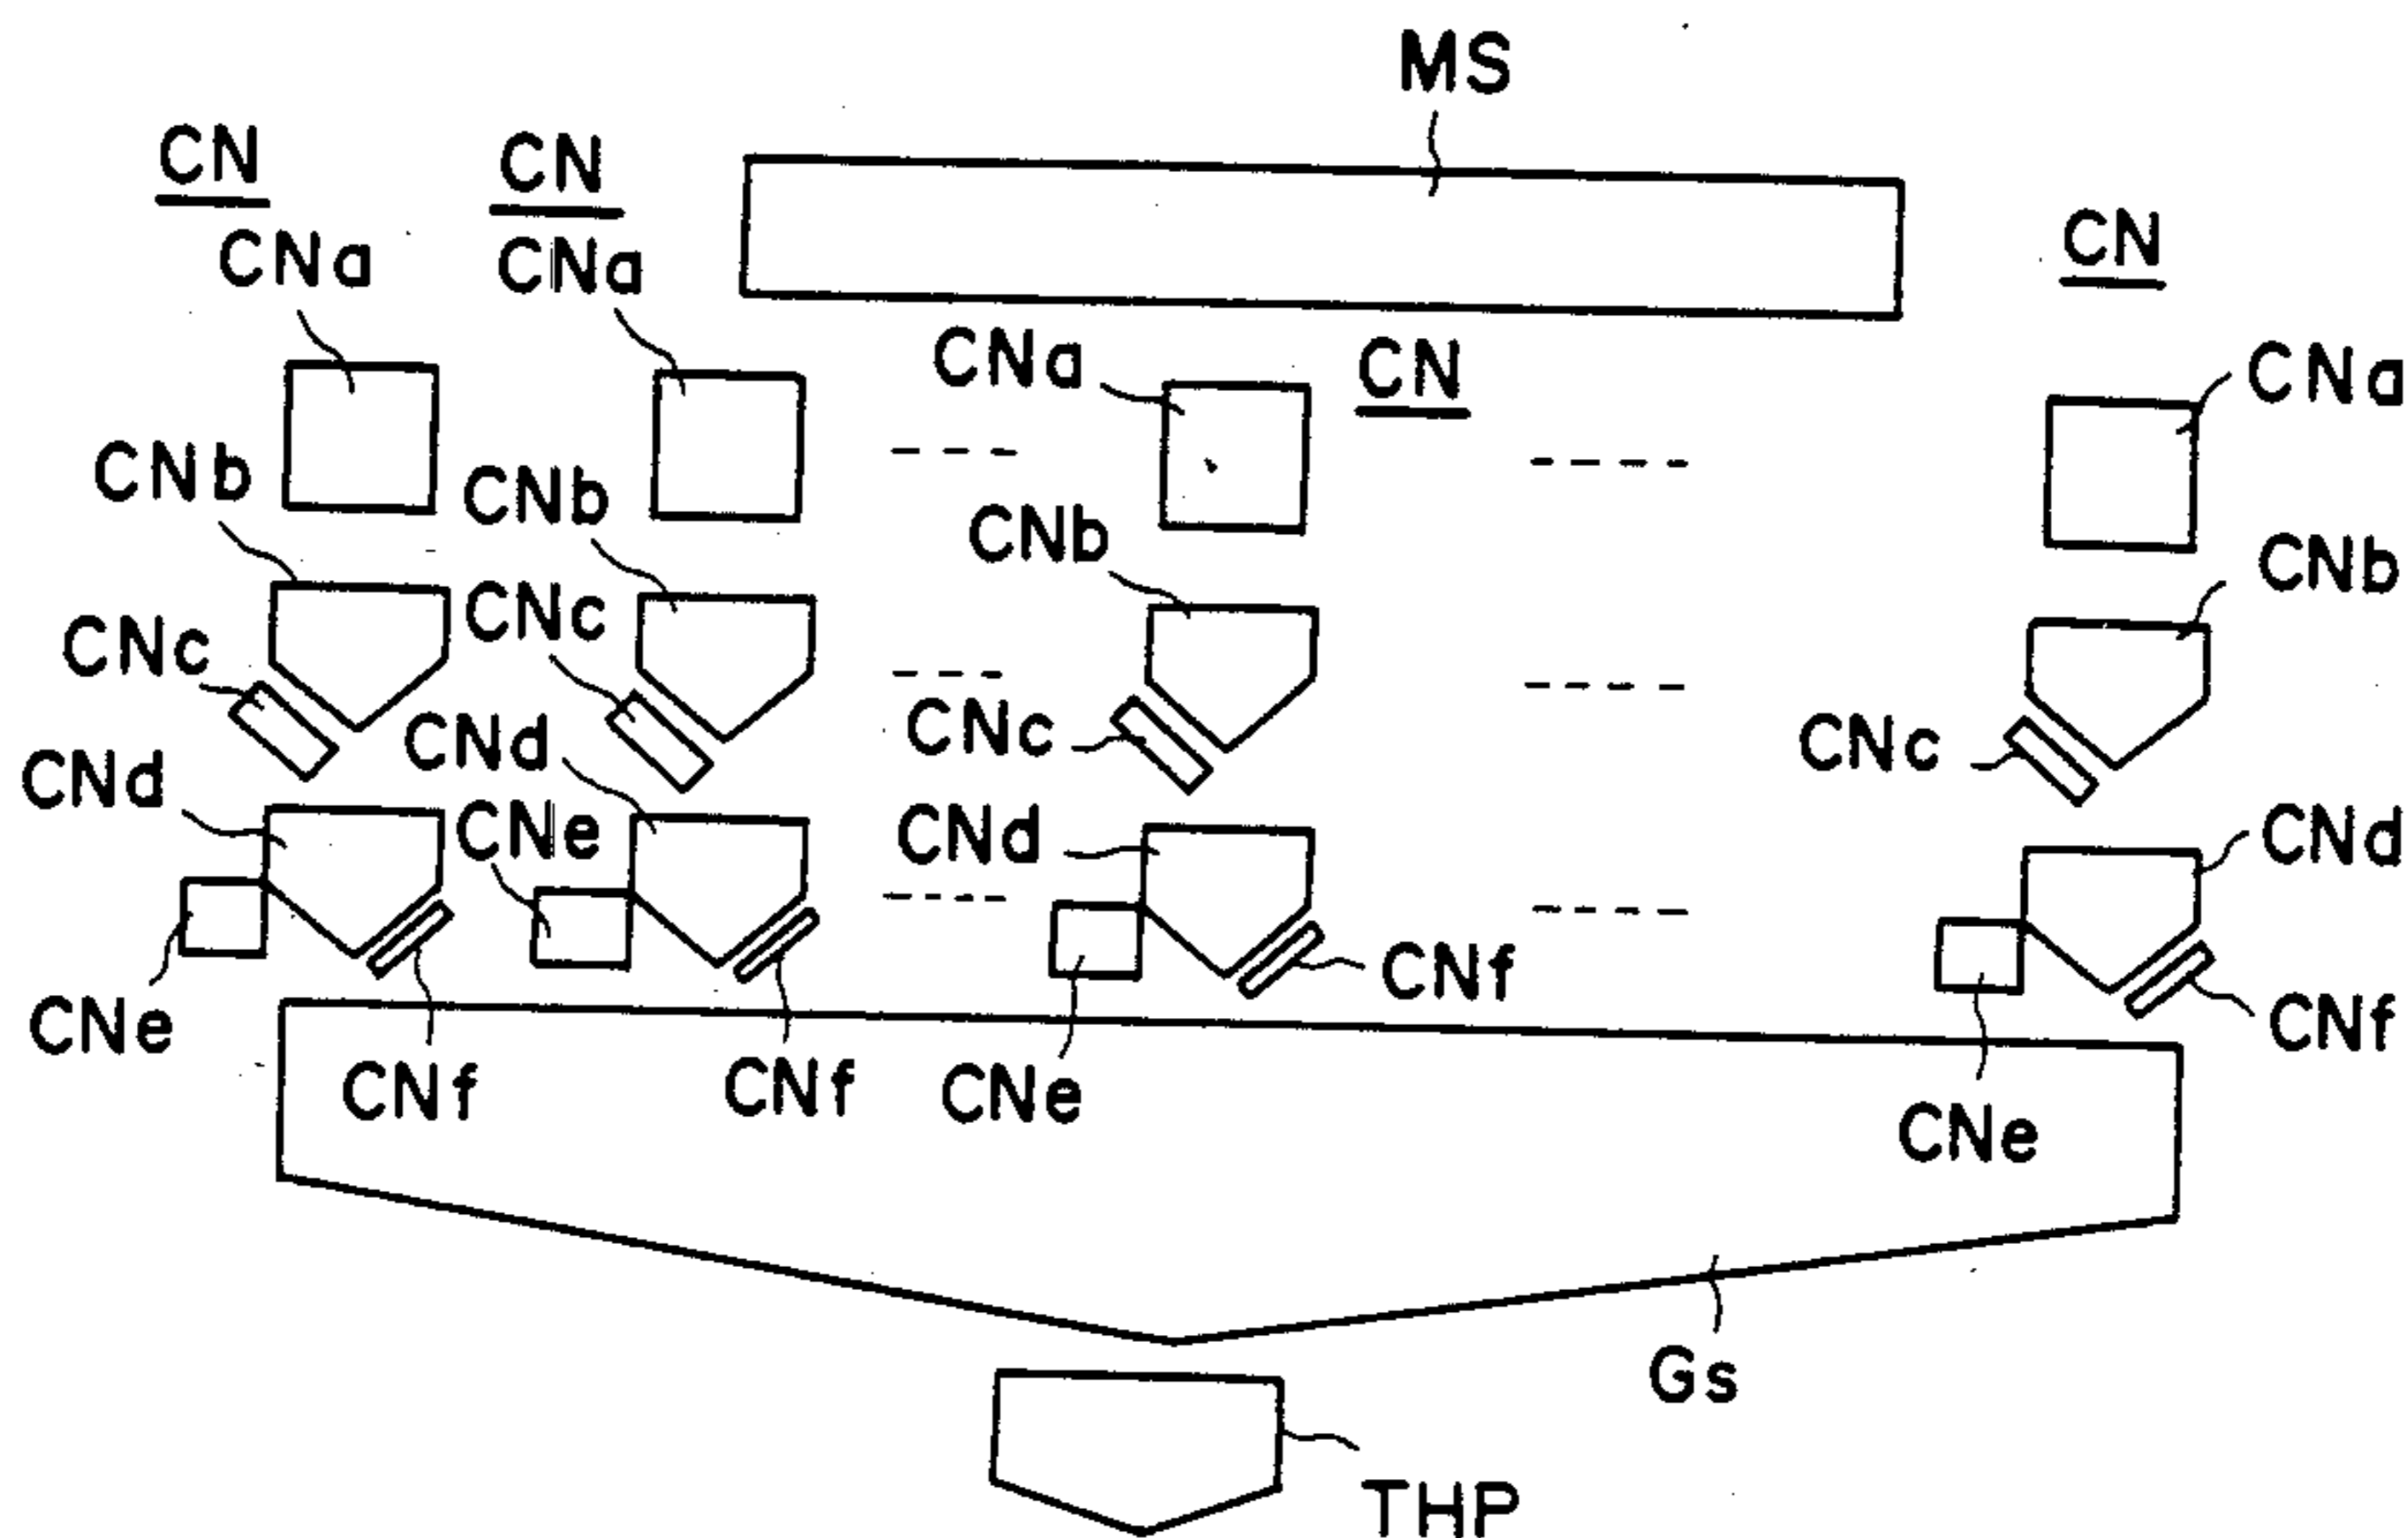 MS
CN CN CN
CNa CNa
CNa CN CNa
CNb CNb CNb CNb
CNc CNc
CNd CNc CNc
CNd CNe CNd CNd
CNf
CNe CNf
CNf CNf CNe
CNe
Gs
THP